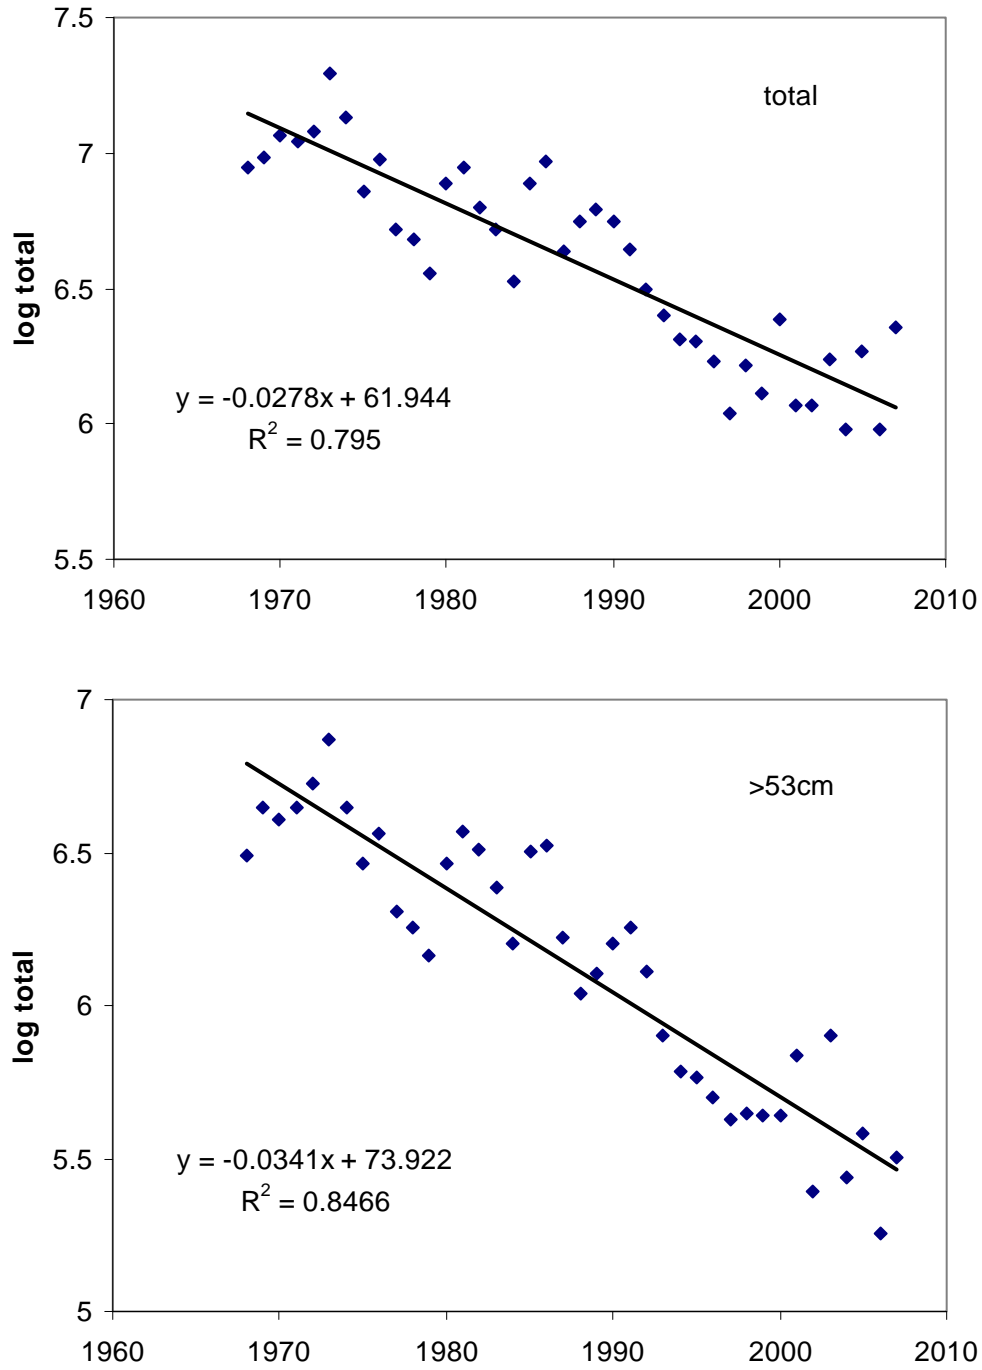 7.5
total
7
log total
6.5
y = -0.0278x + 61.944
R² = 0.795
6
5.5
1960 1970 1980 1990 2000 2010
7
>53cm
6.5
log total
6
5.5
y = -0.0341x + 73.922
R² = 0.8466
5
1960 1970 1980 1990 2000 2010